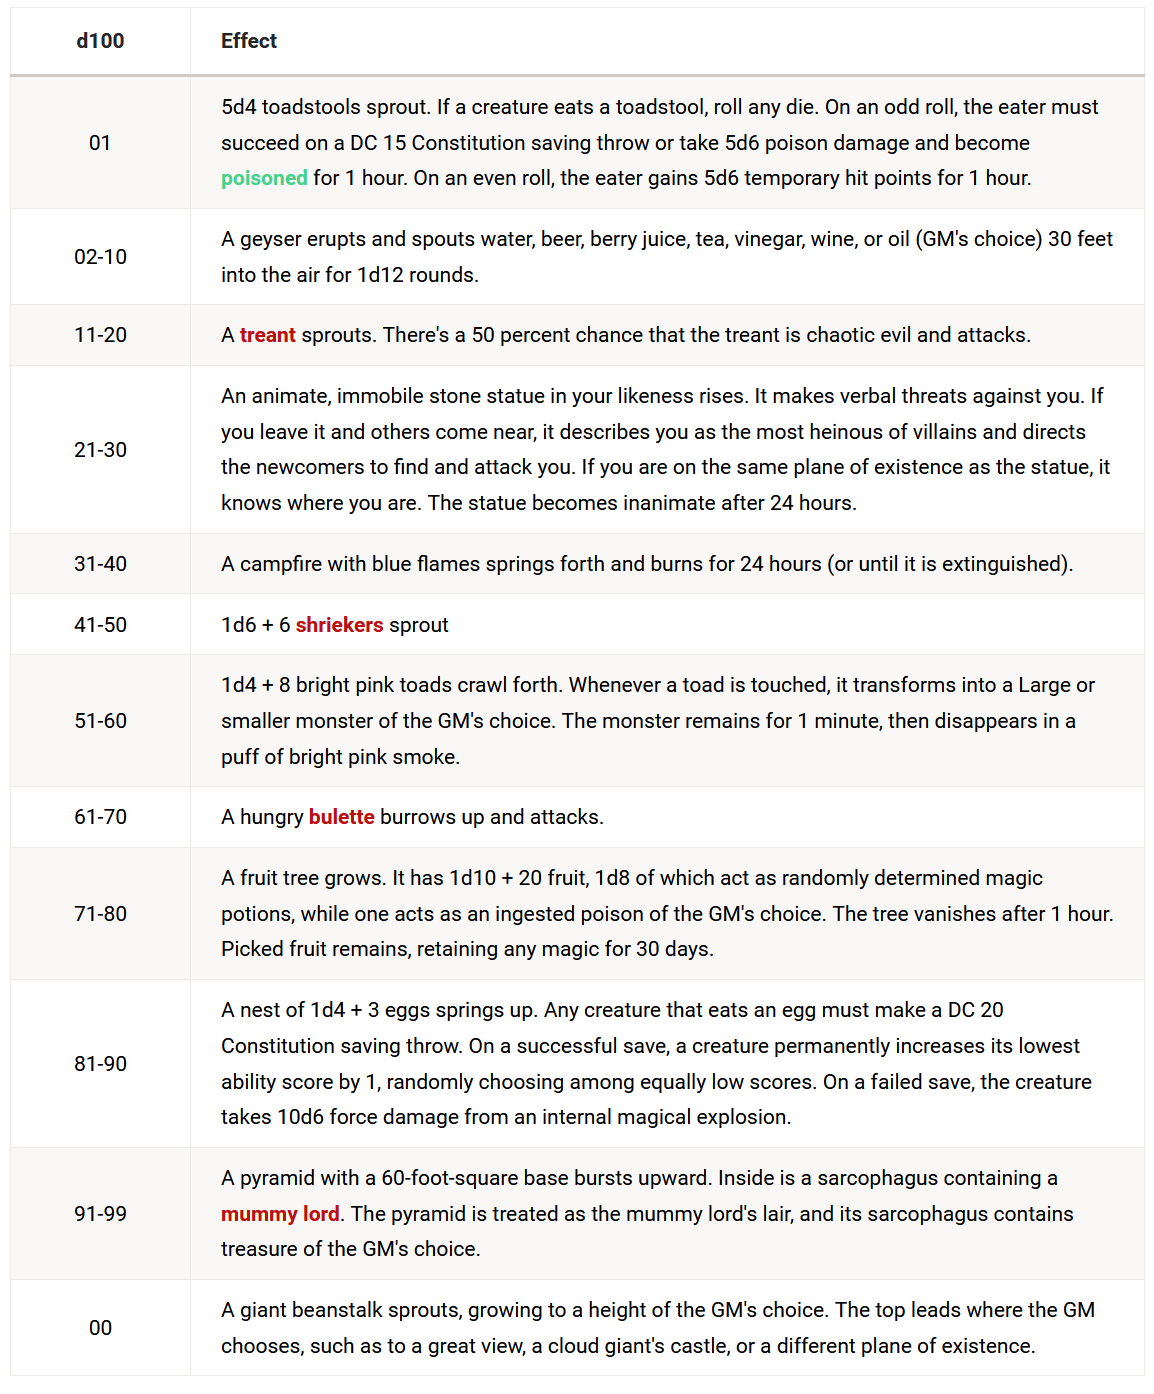 d100 Effect
01
5d4 toadstools sprout. If a creature eats a toadstool, roll any die. On an odd roll, the eater must
succeed on a DC 15 Constitution saving throw or take 5d6 poison damage and become
poisoned for 1 hour. On an even roll, the eater gains 5d6 temporary hit points for 1 hour.
02-10
A geyser erupts and spouts water, beer, berry juice, tea, vinegar, wine, or oil (GM's choice) 30 feet
into the air for 1d12 rounds.
11-20
A treant sprouts. There's a 50 percent chance that the treant is chaotic evil and attacks.
21-30
An animate, immobile stone statue in your likeness rises. It makes verbal threats against you. If
you leave it and others come near, it describes you as the most heinous of villains and directs
the newcomers to find and attack you. If you are on the same plane of existence as the statue, it
knows where you are. The statue becomes inanimate after 24 hours.
31-40
A campfire with blue flames springs forth and burns for 24 hours (or until it is extinguished).
41-50
1d6 + 6 shriekers sprout
51-60
1d4 + 8 bright pink toads crawl forth. Whenever a toad is touched, it transforms into a Large or
smaller monster of the GM's choice. The monster remains for 1 minute, then disappears in a
puff of bright pink smoke.
61-70
A hungry bulette burrows up and attacks.
71-80
A fruit tree grows. It has 1d10 + 20 fruit, 1d8 of which act as randomly determined magic
potions, while one acts as an ingested poison of the GM's choice. The tree vanishes after 1 hour.
Picked fruit remains, retaining any magic for 30 days.
81-90
A nest of 1d4 + 3 eggs springs up. Any creature that eats an egg must make a DC 20
Constitution saving throw. On a successful save, a creature permanently increases its lowest
ability score by 1, randomly choosing among equally low scores. On a failed save, the creature
takes 10d6 force damage from an internal magical explosion.
91-99
A pyramid with a 60-foot-square base bursts upward. Inside is a sarcophagus containing a
mummy lord. The pyramid is treated as the mummy lord's lair, and its sarcophagus contains
treasure of the GM's choice.
00
A giant beanstalk sprouts, growing to a height of the GM's choice. The top leads where the GM
chooses, such as to a great view, a cloud giant's castle, or a different plane of existence.